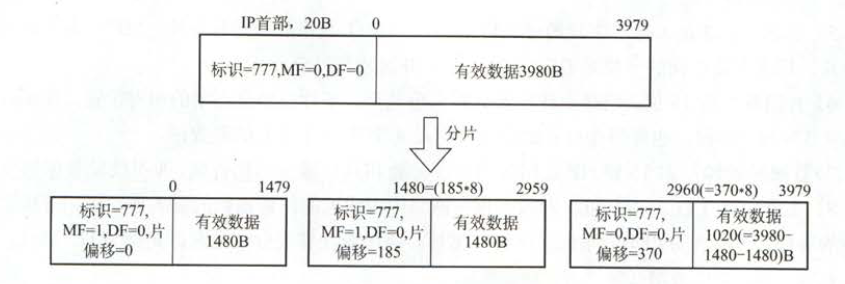 IP首部，20B 0 3979
标识=777,MF=0,DF=0 有效数据3980B
分片
0 1479 1480=(185*8) 2959 2960(=370*8) 3979
标识=777,
MF=1,DF=0,片
偏移=0
有效数据
1480B
标识=777,
MF=1,DF=0,片
偏移=185
有效数据
1480B
标识=777,
MF=0,DF=0,片
偏移=370
有效数据
1020(=3980-
1480-1480)B